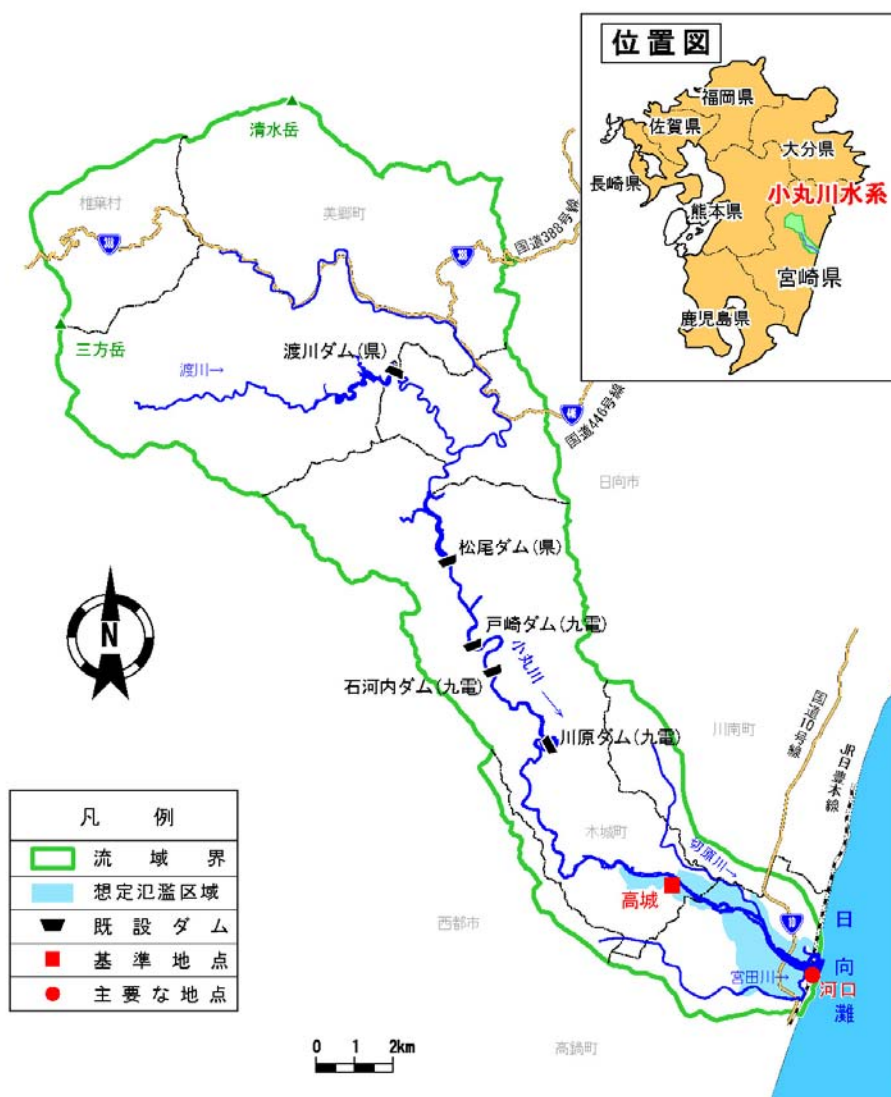 位置図
福岡県
佐賀県
大分県
長崎県
熊本県
小丸川水系
宮崎県
鹿児島県
清水岳
椎葉村
美郷町
388
国道388号線
388
三方岳
渡川ダム(県)
渡川→
446
国道446号線
日向市
松尾ダム(県)
戸崎ダム(九電)
小丸川→
石河内ダム(九電)
N
川原ダム(九電)
川南町
国道10号線
JR日豊本線
木城町
切原川→
高城
10
西都市
日向灘
宮田川→
河口
高鍋町
凡例
流域界
想定氾濫区域
既設ダム
基準地点
主要な地点
0 1 2km